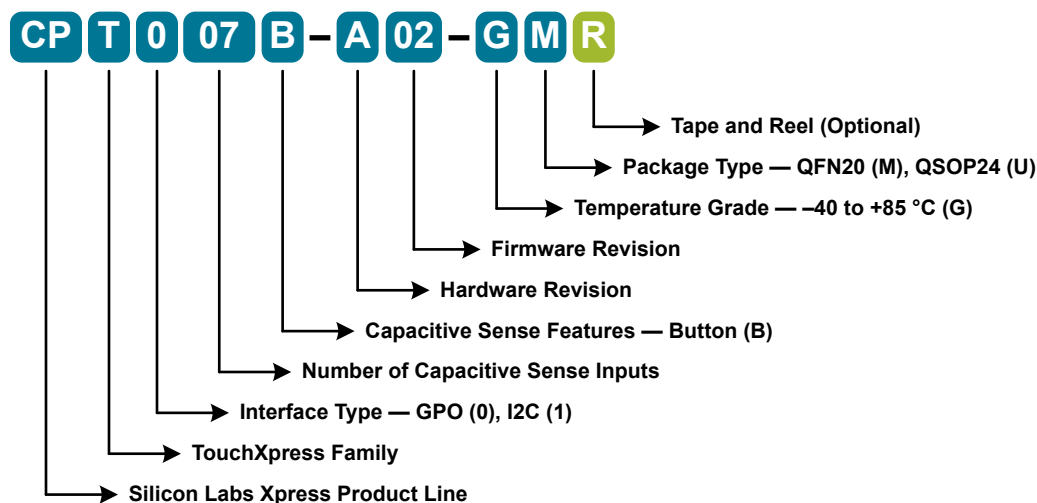 CP T 0 07 B – A 02 – G M R
Tape and Reel (Optional)
Package Type — QFN20 (M), QSOP24 (U)
Temperature Grade — –40 to +85 °C (G)
Firmware Revision
Hardware Revision
Capacitive Sense Features — Button (B)
Number of Capacitive Sense Inputs
Interface Type — GPO (0), I2C (1)
TouchXpress Family
Silicon Labs Xpress Product Line